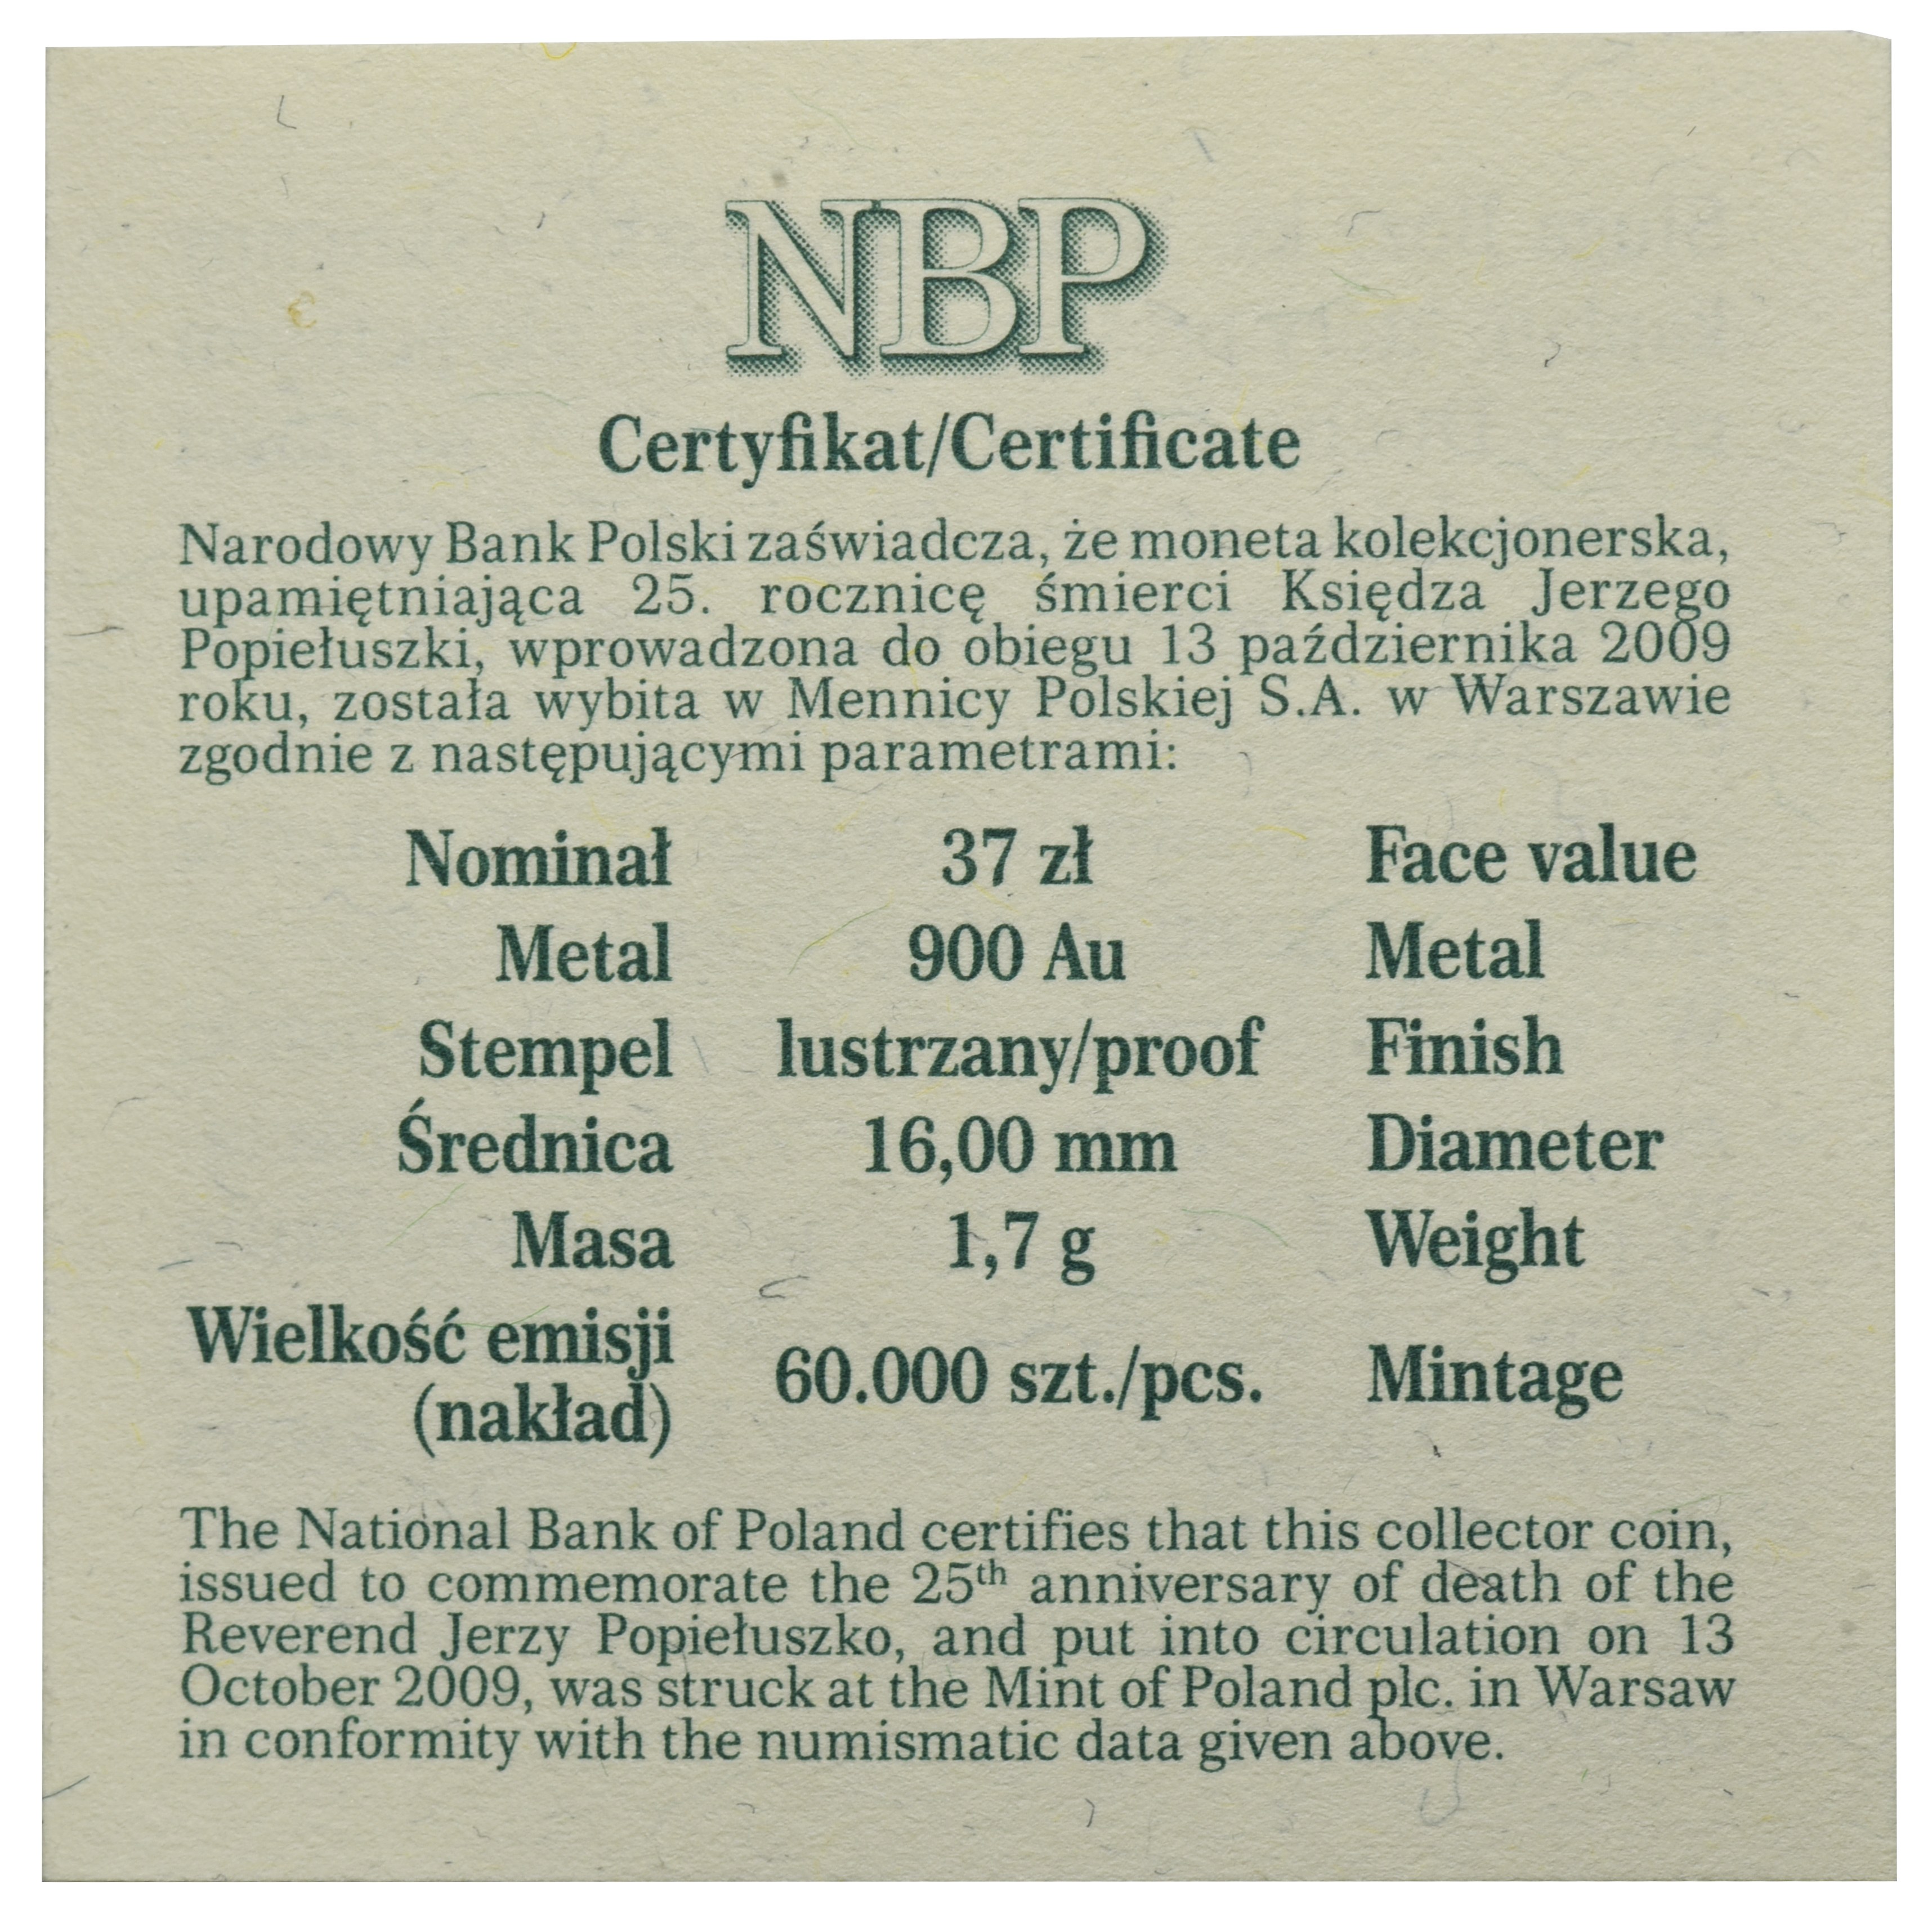 NBP
Certyfikat/Certificate
Narodowy Bank Polski zaświadcza, że moneta kolekcjonerska,
upamiętniająca 25. rocznicę śmierci Księdza Jerzego
Popiełuszki, wprowadzona do obiegu 13 października 2009
roku, została wybita w Mennicy Polskiej S.A. w Warszawie
zgodnie z następującymi parametrami:
Nominał 37 zł Face value
Metal 900 Au Metal
Stempel lustrzany/proof Finish
Średnica 16,00 mm Diameter
Masa 1,7 g Weight
Wielkość emisji
(nakład) 60.000 szt./pcs. Mintage
The National Bank of Poland certifies that this collector coin,
issued to commemorate the 25th anniversary of death of the
Reverend Jerzy Popiełuszko, and put into circulation on 13
October 2009, was struck at the Mint of Poland plc. in Warsaw
in conformity with the numismatic data given above.